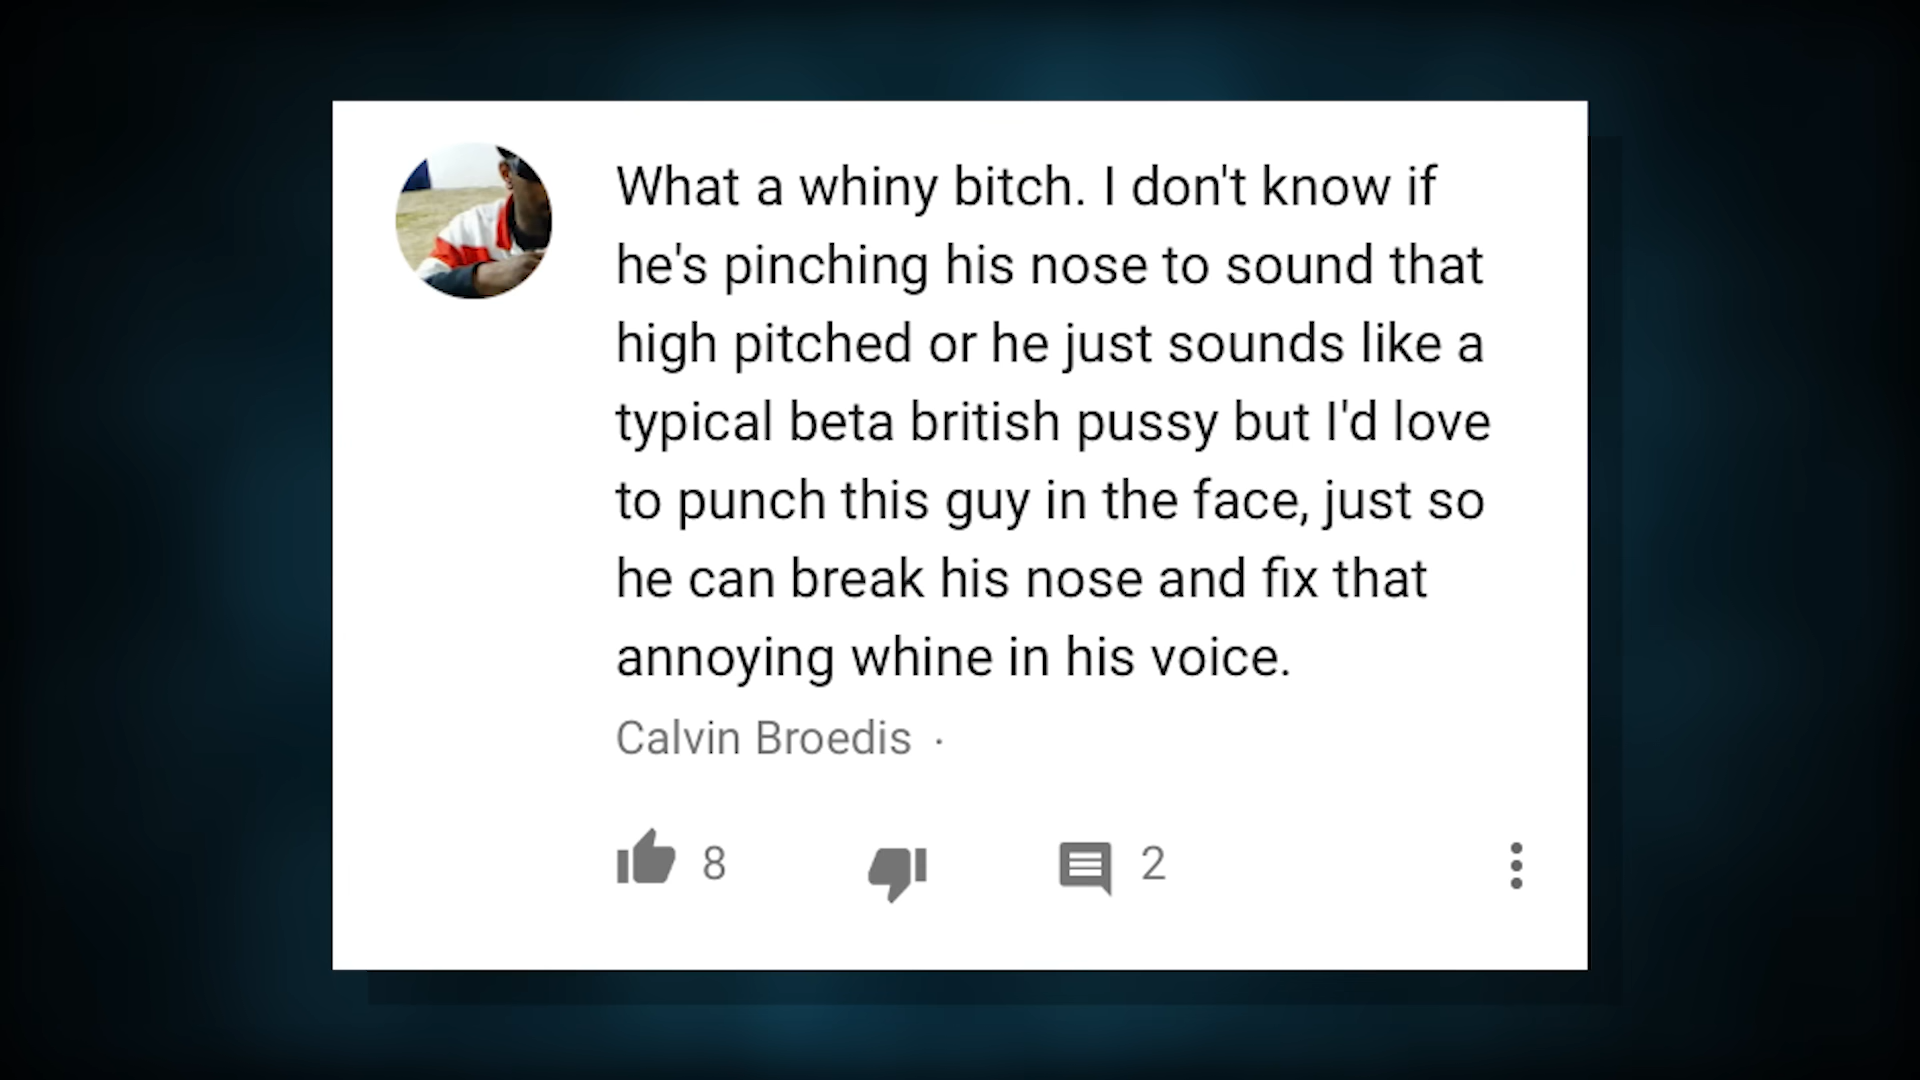 What a whiny bitch. I don't know if
he's pinching his nose to sound that
high pitched or he just sounds like a
typical beta british pussy but I'd love
to punch this guy in the face, just so
he can break his nose and fix that
annoying whine in his voice.
Calvin Broedis ·
8 2